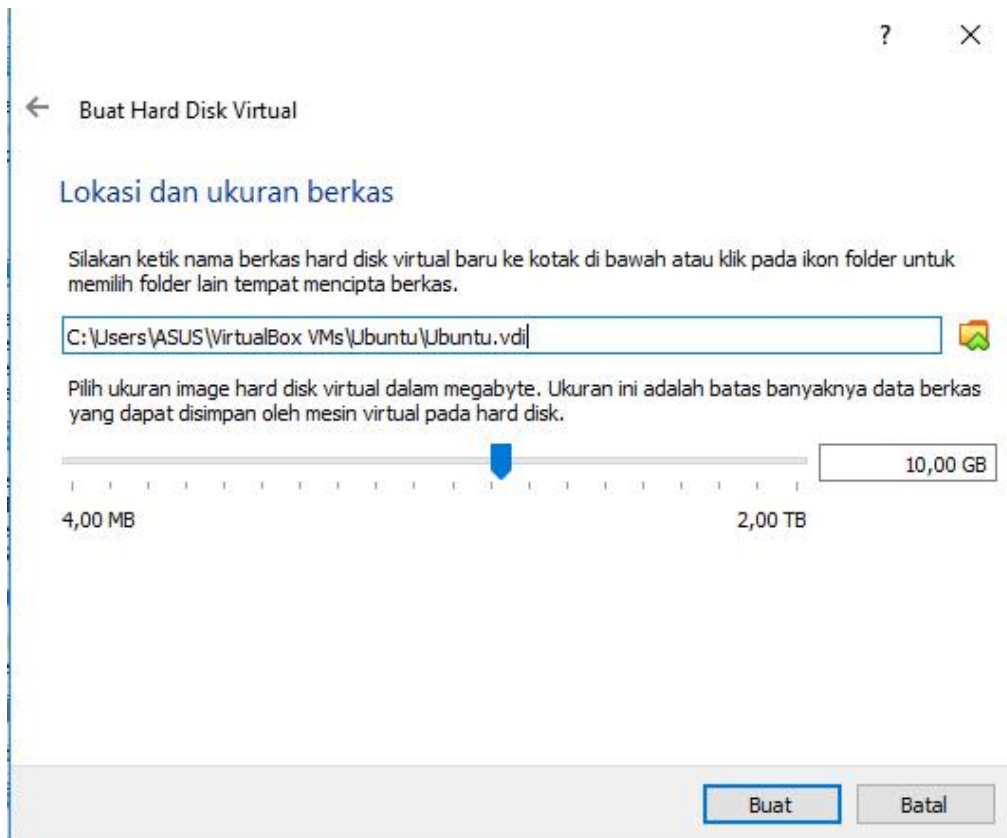 ?
Buat Hard Disk Virtual
Lokasi dan ukuran berkas
Silakan ketik nama berkas hard disk virtual baru ke kotak di bawah atau klik pada ikon folder untuk
memilih folder lain tempat mencipta berkas.
C:\Users\ASUS\VirtualBox VMs\Ubuntu\Ubuntu.vdi
Pilih ukuran image hard disk virtual dalam megabyte. Ukuran ini adalah batas banyaknya data berkas
yang dapat disimpan oleh mesin virtual pada hard disk.
10,00 GB
4,00 MB 2,00 TB
Buat Batal